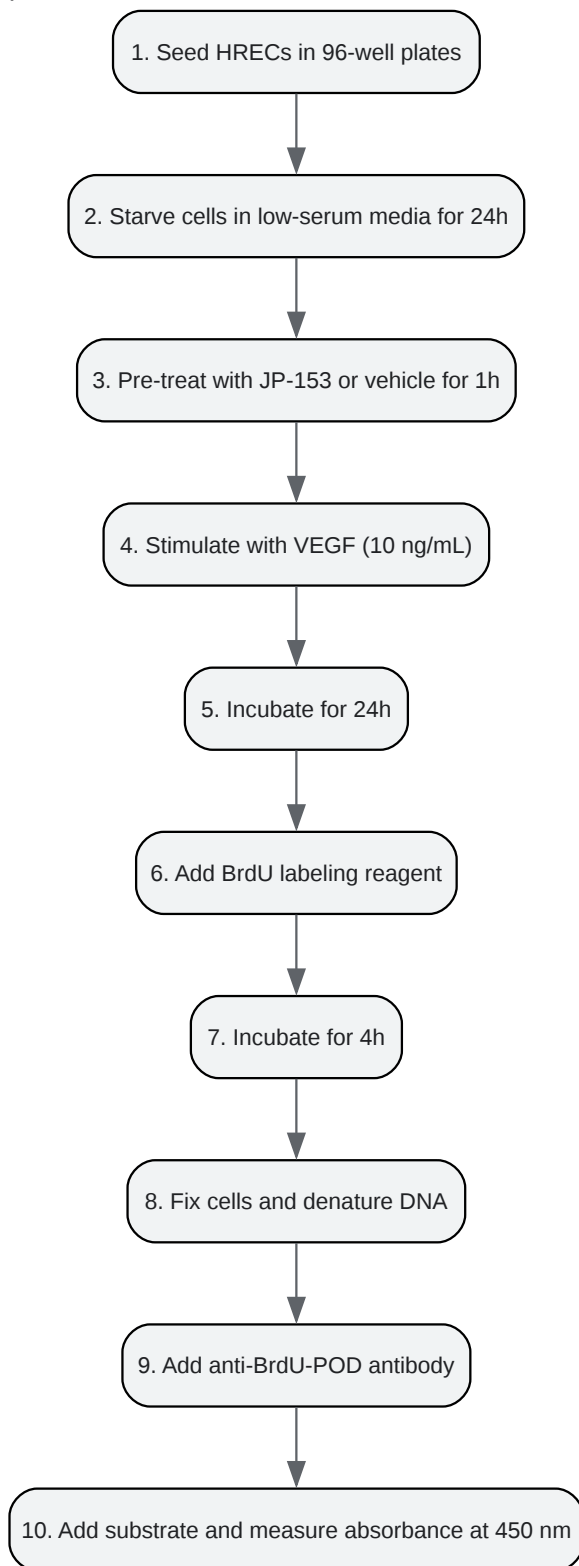 1. Seed HRECs in 96-well plates
2. Starve cells in low-serum media for 24h
3. Pre-treat with JP-153 or vehicle for 1h
4. Stimulate with VEGF (10 ng/mL)
5. Incubate for 24h
6. Add BrdU labeling reagent
7. Incubate for 4h
8. Fix cells and denature DNA
9. Add anti-BrdU-POD antibody
10. Add substrate and measure absorbance at 450 nm